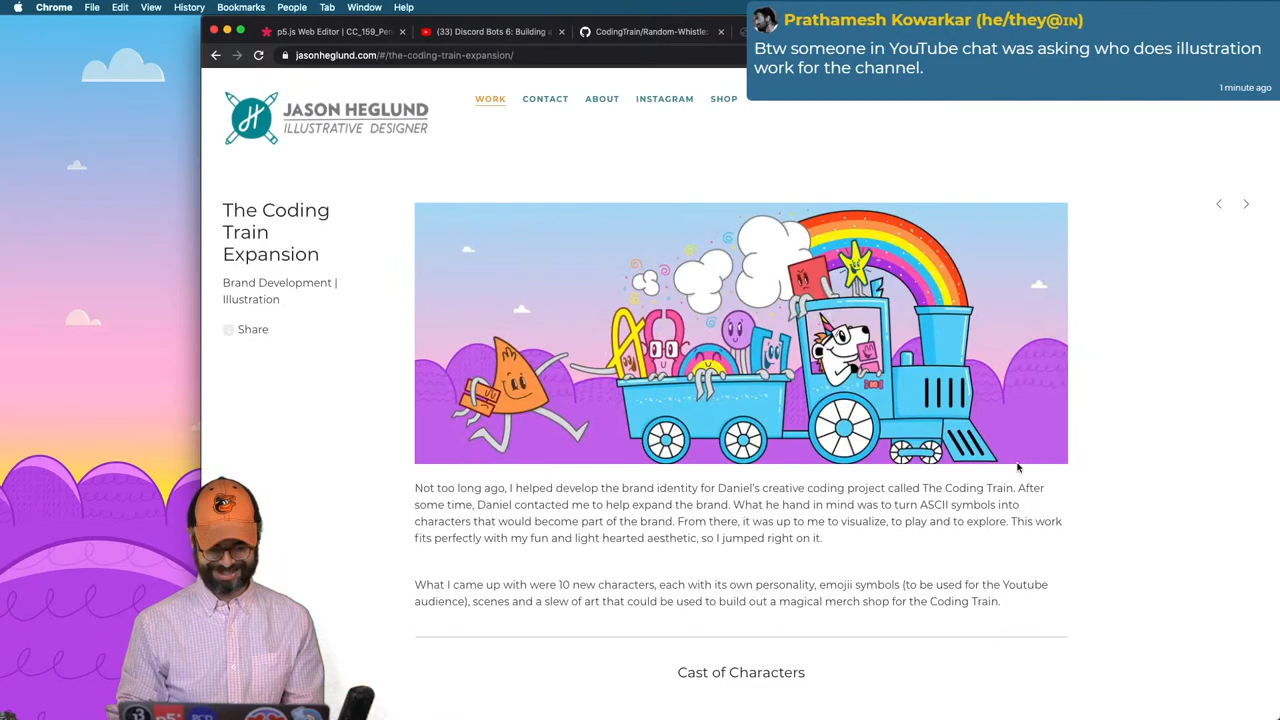 Chrome File Edit View History Bookmarks People Tab Window Help
Prathamesh Kowarkar (he/they@IN)
Btw someone in YouTube chat was asking who does illustration
work for the channel.
1 minute ago
p5.js Web Editor | CC_159_Pen
(33) Discord Bots 6: Building a
CodingTrain/Random-Whistle:
jasonheglund.com/#/the-coding-train-expansion/
JASON HEGLUND
ILLUSTRATIVE DESIGNER
WORK CONTACT ABOUT INSTAGRAM SHOP
The Coding
Train
Expansion
Brand Development |
Illustration
Share
Not too long ago, I helped develop the brand identity for Daniel's creative coding project called The Coding Train. After
some time, Daniel contacted me to help expand the brand. What he hand in mind was to turn ASCII symbols into
characters that would become part of the brand. From there, it was up to me to visualize, to play and to explore. This work
fits perfectly with my fun and light hearted aesthetic, so I jumped right on it.
What I came up with were 10 new characters, each with its own personality, emojii symbols (to be used for the Youtube
audience), scenes and a slew of art that could be used to build out a magical merch shop for the Coding Train.
Cast of Characters